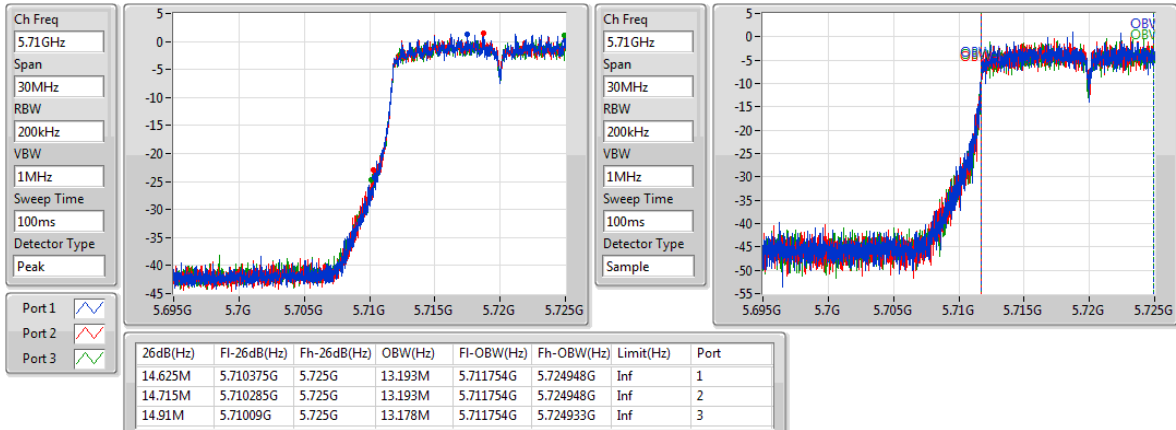 Ch Freq
5.71GHz
Span
30MHz
RBW
200kHz
VBW
1MHz
Sweep Time
100ms
Detector Type
Peak
5
0
-5
-10
-15
-20
-25
-30
-35
-40
-45
5.695G 5.7G 5.705G 5.71G 5.715G 5.72G 5.725G
Ch Freq
5.71GHz
Span
30MHz
RBW
200kHz
VBW
1MHz
Sweep Time
100ms
Detector Type
Sample
5
0
-5
-10
-15
-20
-25
-30
-35
-40
-45
-50
-55
5.695G 5.7G 5.705G 5.71G 5.715G 5.72G 5.725G
Port 1
Port 2
Port 3
26dB(Hz) Fl-26dB(Hz) Fh-26dB(Hz) OBW(Hz) Fl-OBW(Hz) Fh-OBW(Hz) Limit(Hz) Port
14.625M 5.710375G 5.725G 13.193M 5.711754G 5.724948G Inf 1
14.715M 5.710285G 5.725G 13.193M 5.711754G 5.724948G Inf 2
14.91M 5.71009G 5.725G 13.178M 5.711754G 5.724933G Inf 3